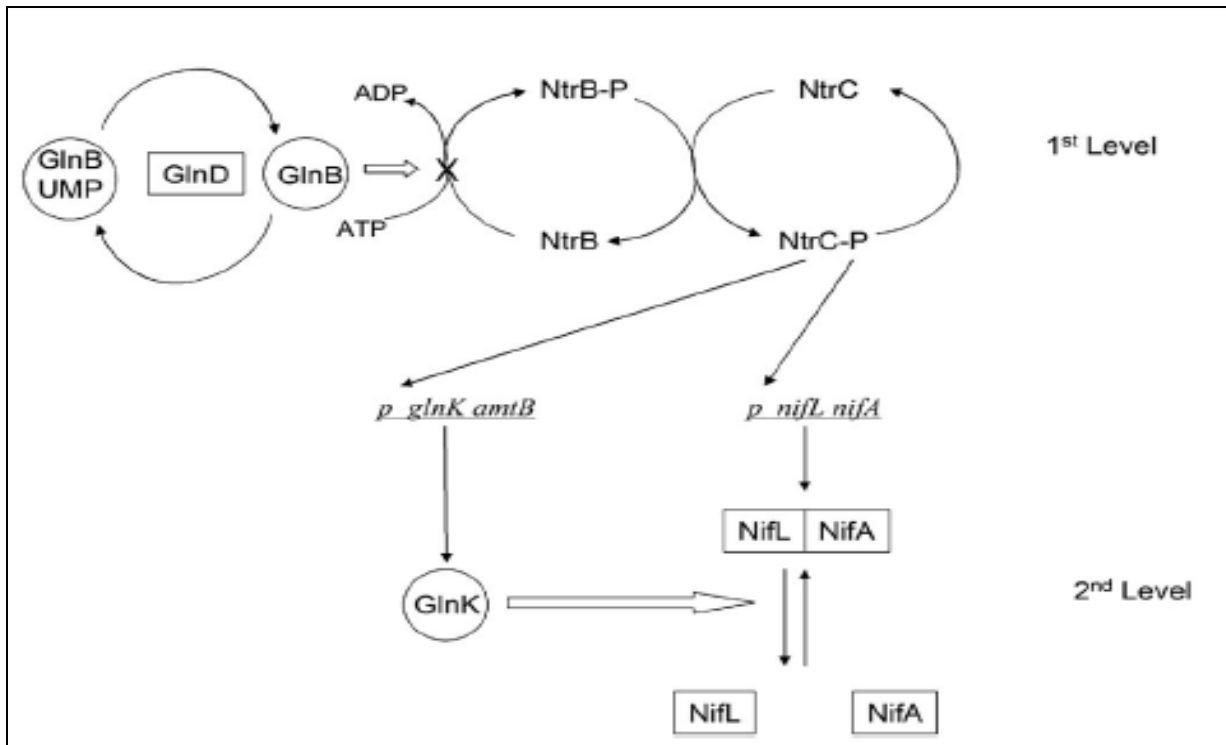 ADP
NtrB-P
NtrC
1st Level
GlnB
UMP
GlnD
GlnB
X
ATP
NtrB
NtrC-P
p glnK amtB
p nifL nifA
NifL
NifA
GlnK
2nd Level
NifL
NifA